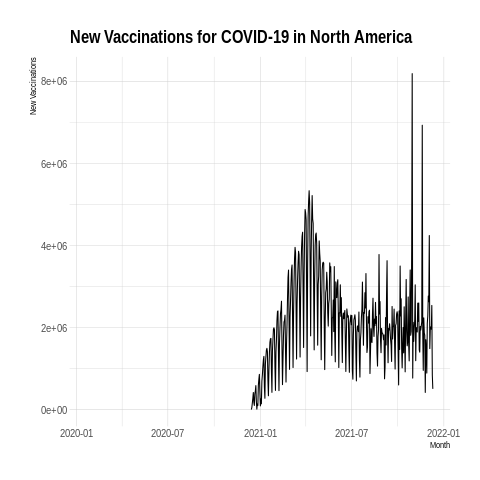 New Vaccinations for COVID-19 in North America
New Vaccinations
8e+06
6e+06
4e+06
2e+06
0e+00
2020-01
2020-07
2021-01
2021-07
2022-01
Month